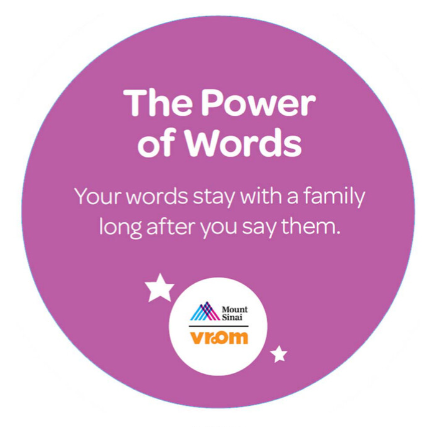 The Power
of Words
Your words stay with a family
long after you say them.
Mount
Sinai
vroom